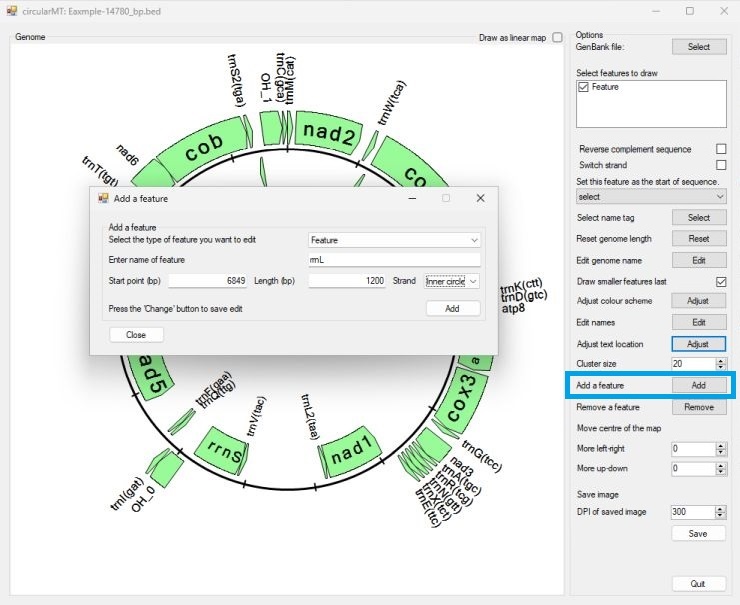 circularMT: Eaxmple-14780_bp.bed
Genome
Draw as linear map
trnS2(tga)
OH_1
trnC(gca)
trnM(cat)
trnW(tca)
nad2
cob
co
nad6
trnT(tgt)
Add a feature
Add a feature
Select the type of feature you want to edit
Feature
Enter name of feature
rrnL
Start point (bp)
6849
Length (bp)
1200
Strand
Inner circle
Press the 'Change' button to save edit
Add
Close
trnK(ctt)
trnD(gtc)
atp8
a
cox3
ad5
trnF(gaa)
trnQ(ttg)
trnY(tac)
rrnS
trnL2(taa)
nad1
trnI(gat)
OH_0
trnG(tcc)
nad3
trnA(tgc)
trnR(tcg)
trnN(gtt)
trnX(tct)
trnE(ttc)
Options
GenBank file:
Select
Select features to draw
Feature
Reverse complement sequence
Switch strand
Set this feature as the start of sequence.
select
Select name tag
Select
Reset genome length
Reset
Edit genome name
Edit
Draw smaller features last
Adjust colour scheme
Adjust
Edit names
Edit
Adjust text location
Adjust
Cluster size
20
Add a feature
Add
Remove a feature
Remove
Move centre of the map
More left-right
0
More up-down
0
Save image
DPI of saved image
300
Save
Quit